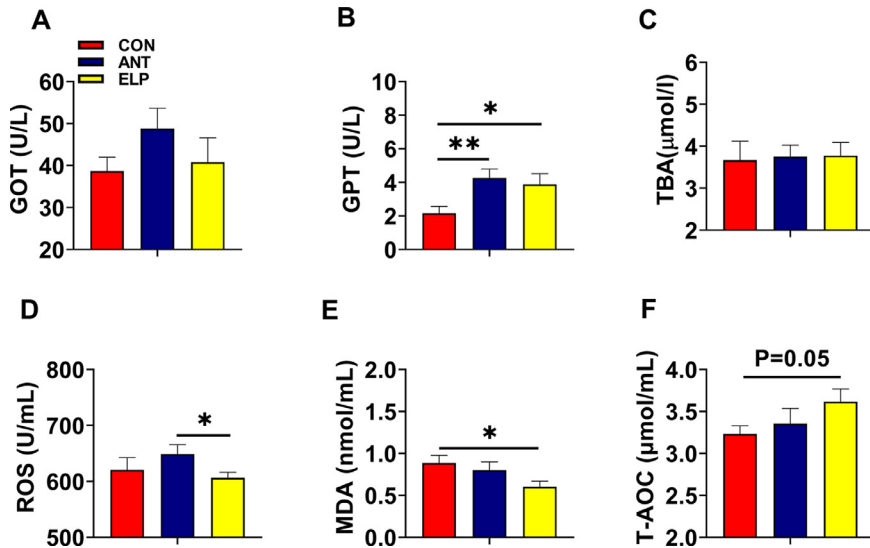 A
CON
ANT
ELP
GOT (U/L)
60
50
40
30
20
B
GPT (U/L)
10
8
6
4
2
0
*
**
C
TBA(μmol/l)
6
5
4
3
2
D
ROS (U/mL)
800
700
600
500
*
E
MDA (nmol/mL)
2.0
1.5
1.0
0.5
0.0
*
F
T-AOC (μmol/mL)
4.0
3.5
3.0
2.5
2.0
P=0.05